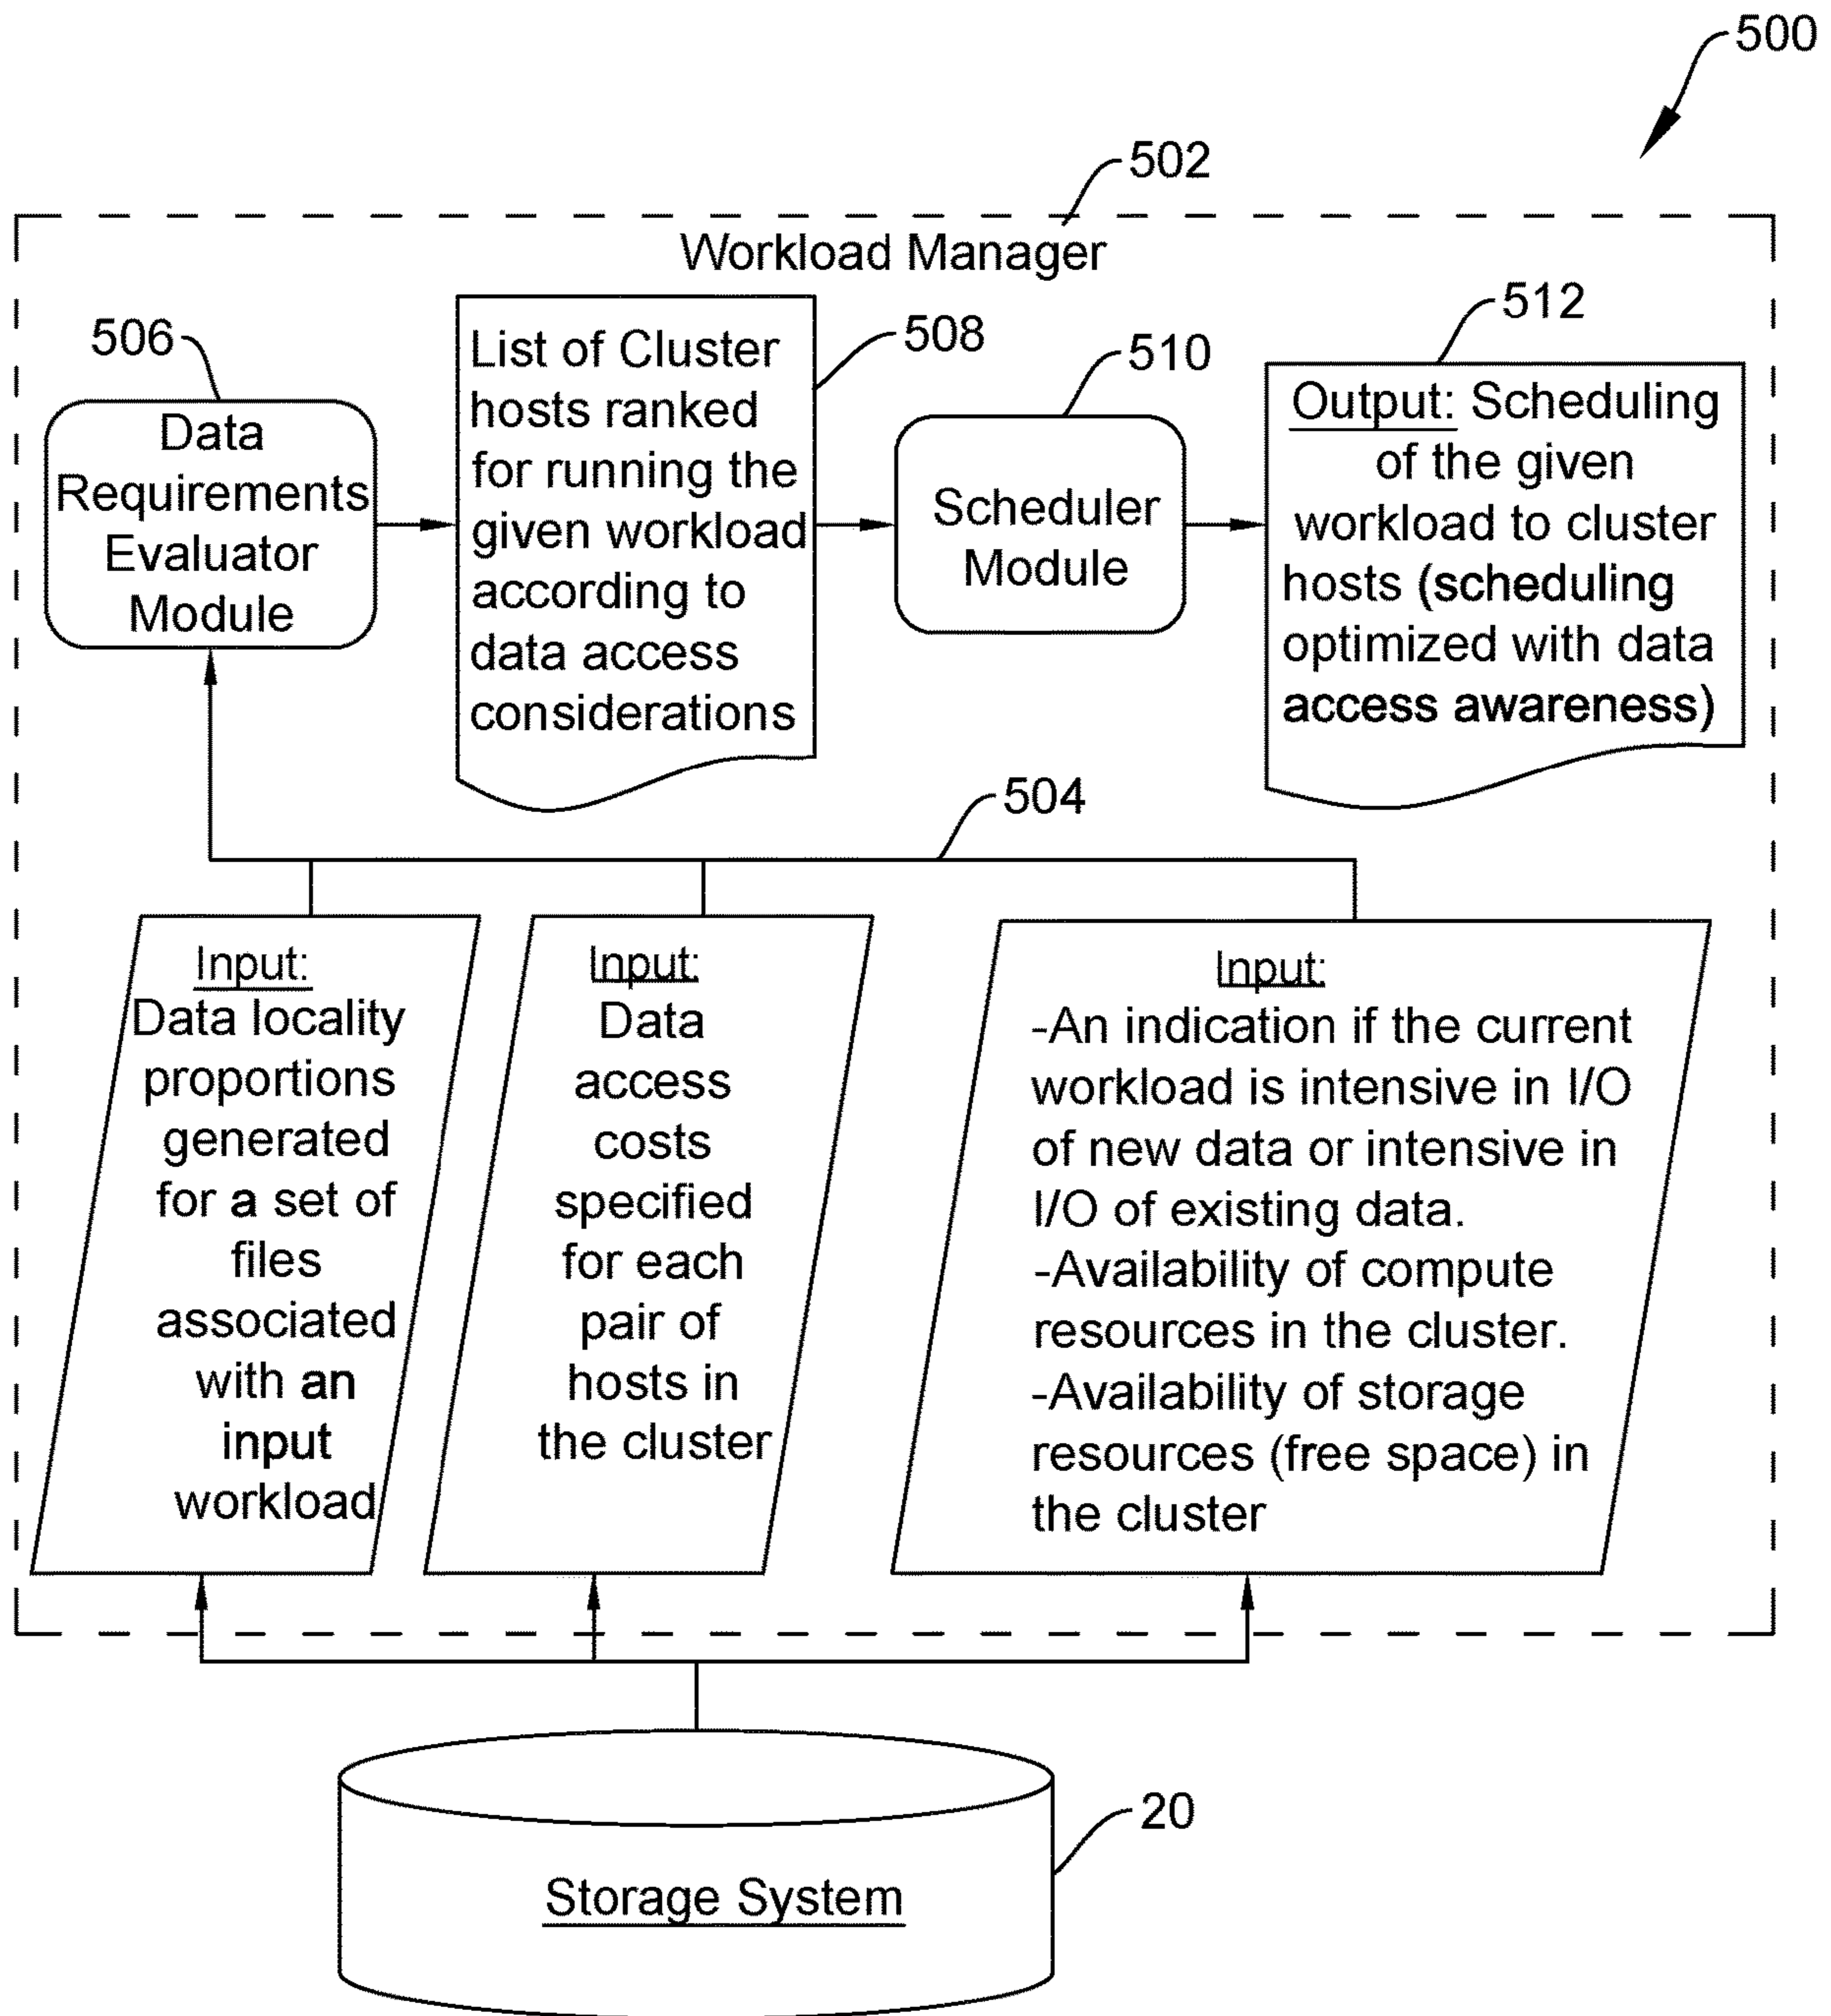 500
502
Workload Manager
506
Data
Requirements
Evaluator
Module
508
List of Cluster
hosts ranked
for running the
given workload
according to
data access
considerations
510
Scheduler
Module
512
Output: Scheduling
of the given
workload to cluster
hosts (scheduling
optimized with data
access awareness)
504
Input:
Data locality
proportions
generated
for a set of
files
associated
with an
input
workload
Input:
Data
access
costs
specified
for each
pair of
hosts in
the cluster
Input:
-An indication if the current
workload is intensive in I/O
of new data or intensive in
I/O of existing data.
-Availability of compute
resources in the cluster.
-Availability of storage
resources (free space) in
the cluster
20
Storage System